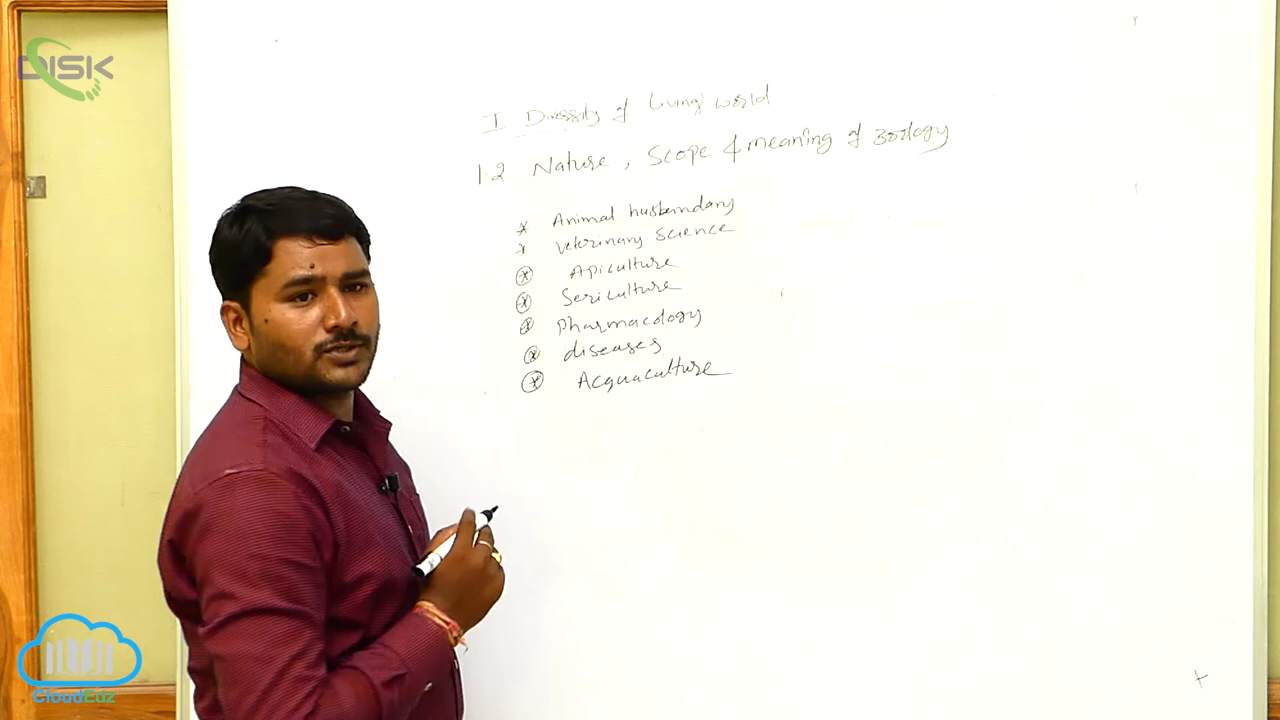 DISK
I Diversity of Living world
1.2 Nature, Scope & meaning of Zoology
* Animal husbandary
* Veterinary Science
* Apiculture
* Sericulture
* Pharmacology
* diseases
* Acquaculture
CloudEdz